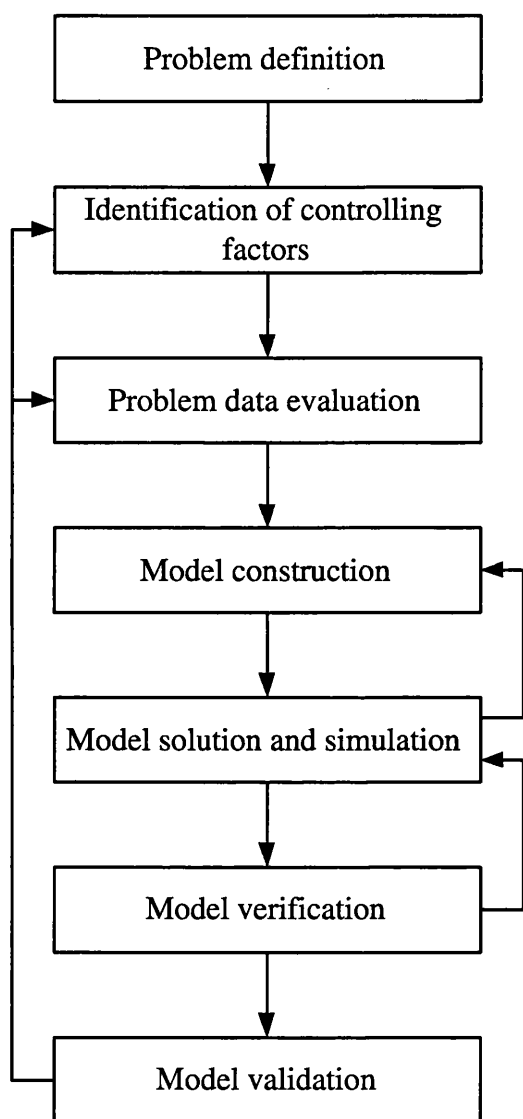 Problem definition
Identification of controlling
factors
Problem data evaluation
Model construction
Model solution and simulation
Model verification
Model validation